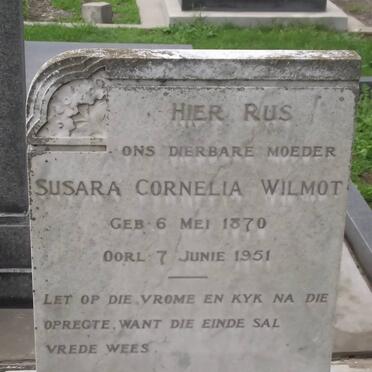 HIER RUS
ONS DIERBARE MOEDER
SUSARA CORNELIA WILMOT
GEB. 6 MEI 1870
OORL. 7 JUNIE 1951
LET OP DIE VROME EN KYK NA DIE
OPREGTE, WANT DIE EINDE SAL
VREDE WEES.